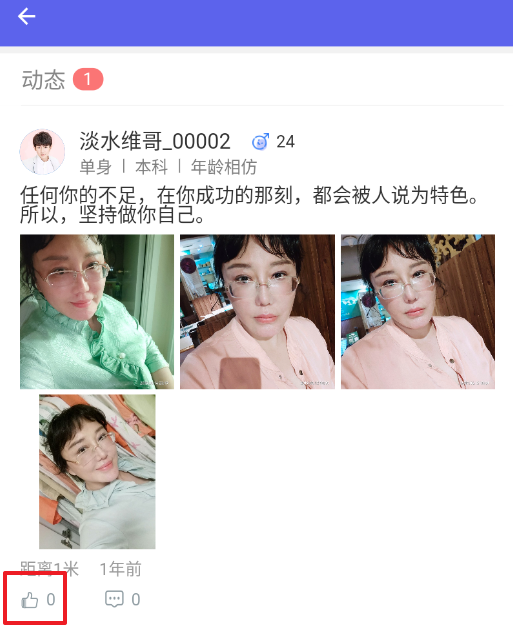 动态 1
淡水维哥_00002 24
单身 | 本科 | 年龄相仿
任何你的不足，在你成功的那刻，都会被人说为特色。
所以，坚持做你自己。
距离1米 1年前
0 0